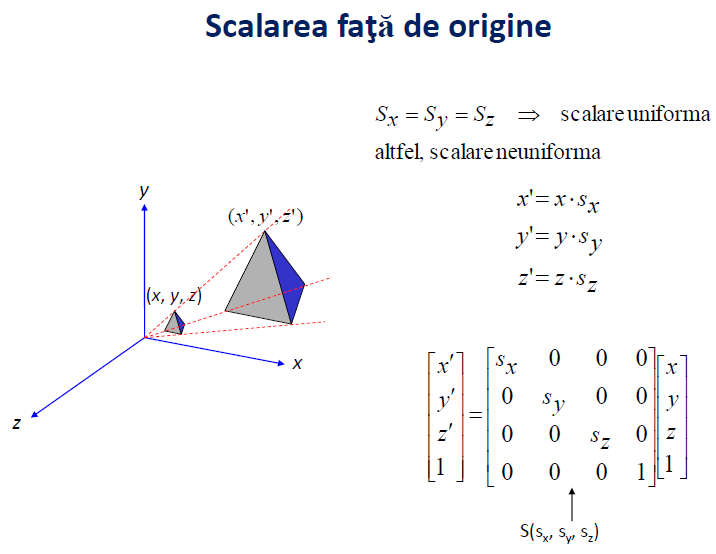 Scalarea faţă de origine
Sx = Sy = Sz ⇒ scalare uniforma
altfel, scalare neuniforma
x' = x · sx
y' = y · sy
z' = z · sz
y
(x', y', z')
(x, y, z)
x
z
[x′] = [sx 0 0 0] [x]
[y′] [0 sy 0 0] [y]
[z′] [0 0 sz 0] [z]
[1] [0 0 0 1] [1]
S(sx, sy, sz)